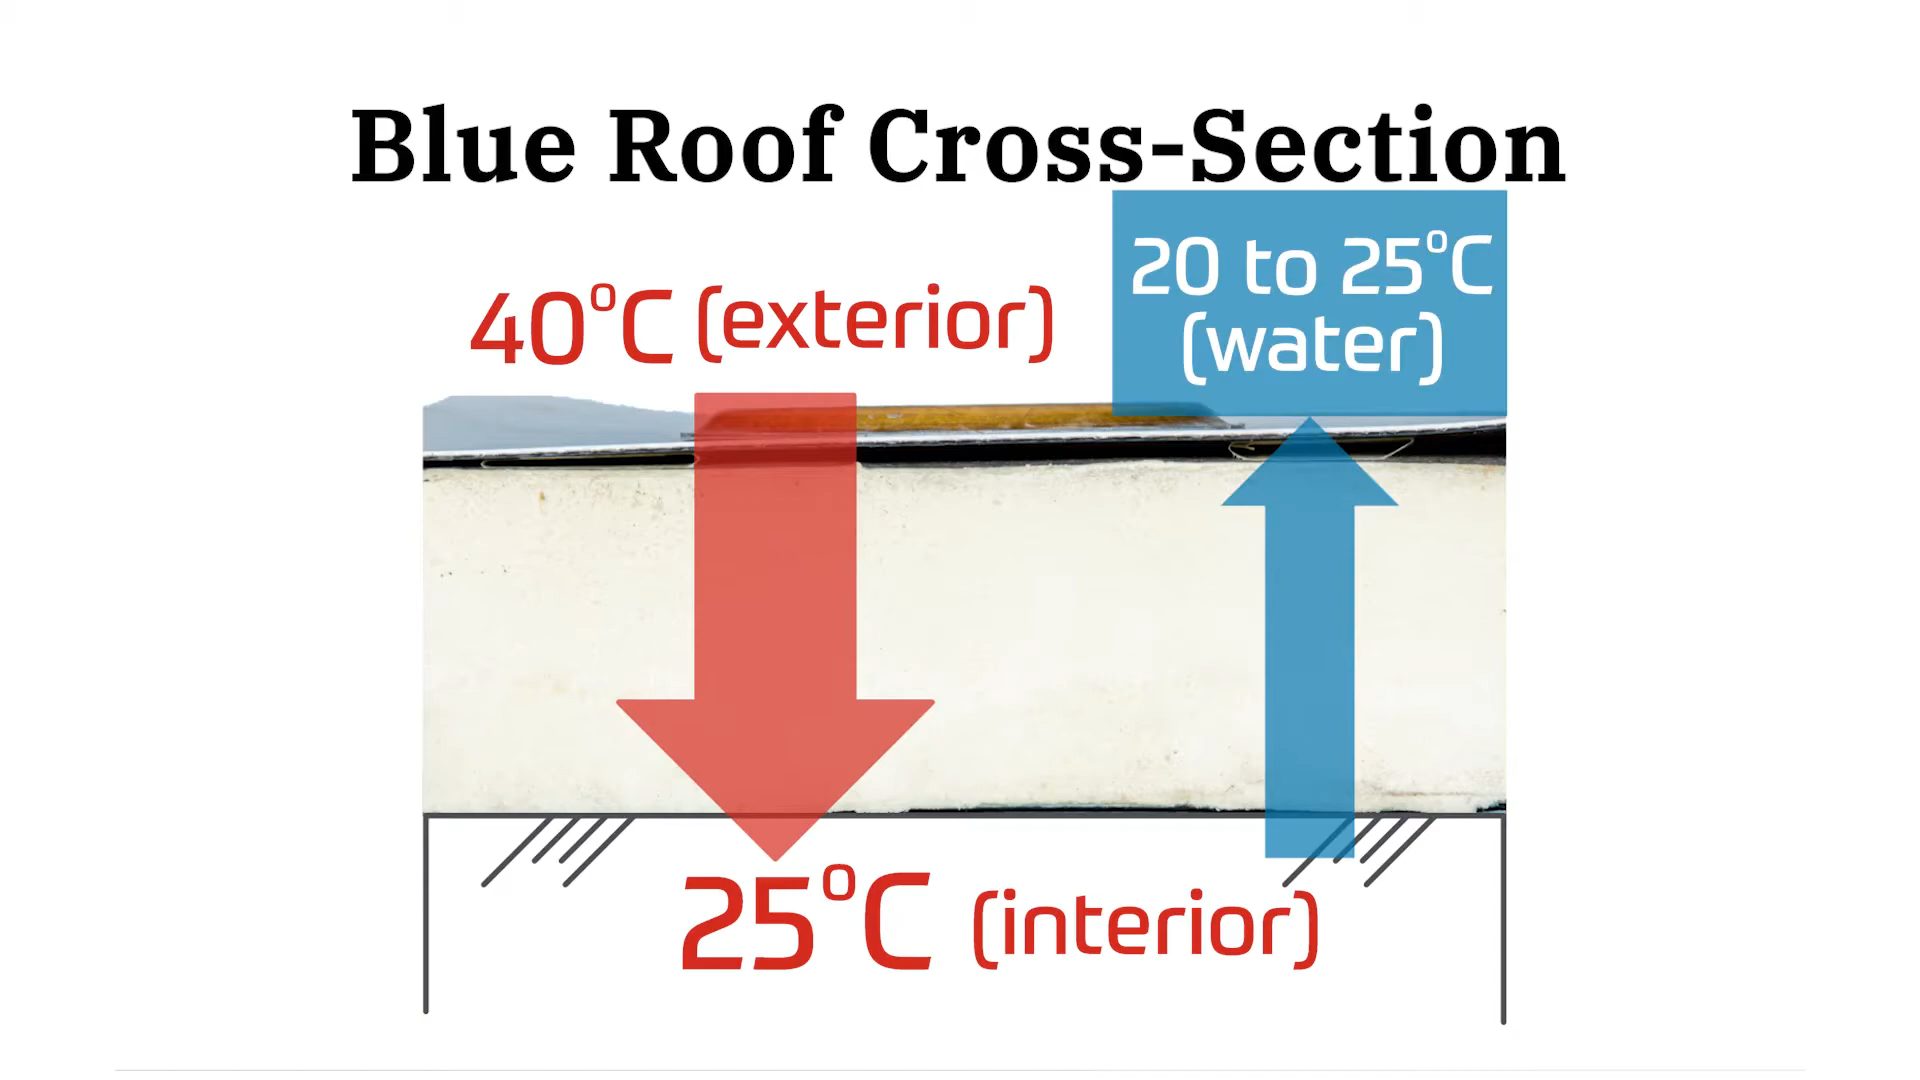 Blue Roof Cross-Section
40°C (exterior)
20 to 25°C
(water)
25°C (interior)